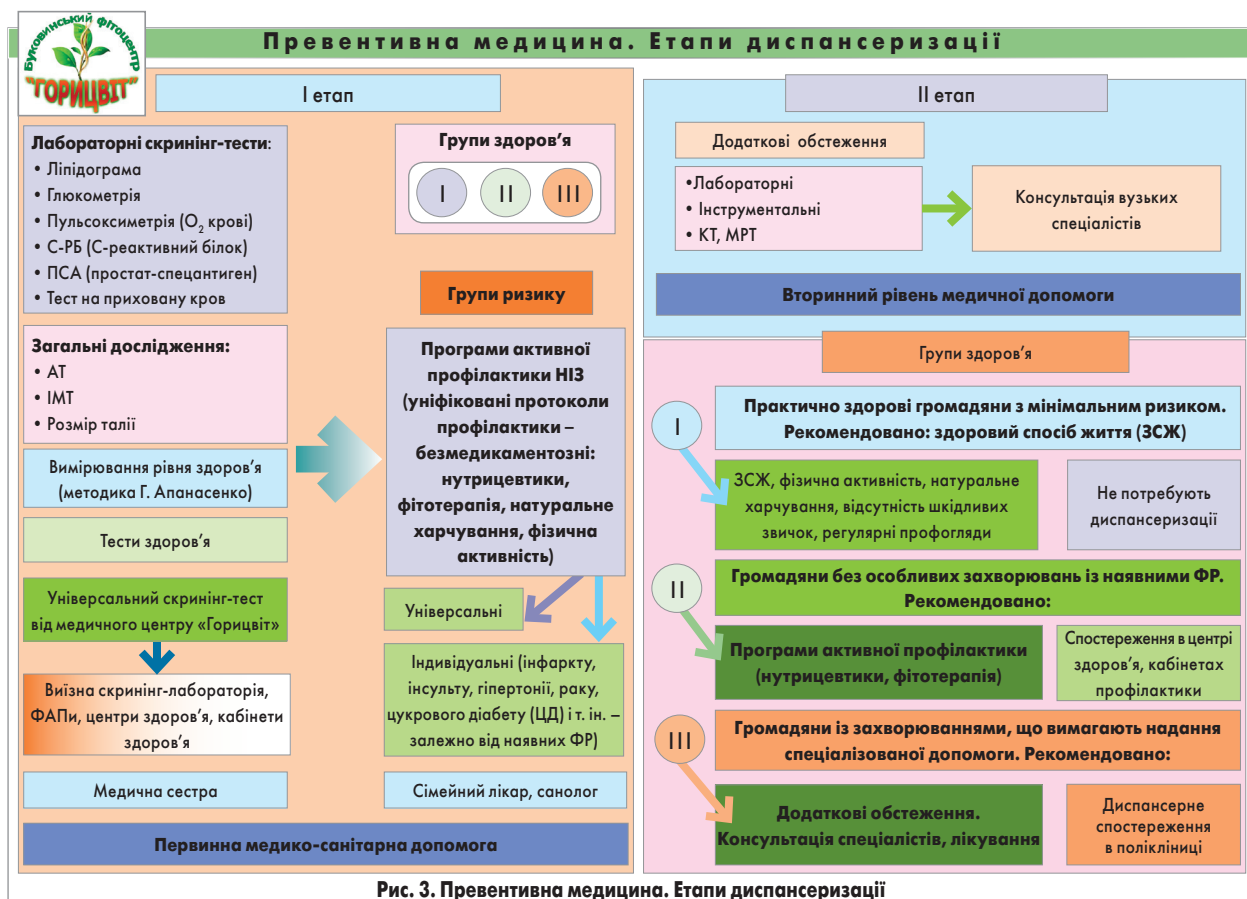 Буковинський фітоцентр
"ГОРИЦВІТ"
Превентивна медицина. Етапи диспансеризації
І етап
Лабораторні скринінг-тести:
• Ліпідограма
• Глюкометрія
• Пульсоксиметрія (O₂ крові)
• С-РБ (С-реактивний білок)
• ПСА (простат-спецантиген)
• Тест на приховану кров
Загальні дослідження:
• АТ
• ІМТ
• Розмір талії
Вимірювання рівня здоров’я
(методика Г. Апанасенко)
Тести здоров’я
Універсальний скринінг-тест
від медичного центру «Горицвіт»
Виїзна скринінг-лабораторія,
ФАПи, центри здоров’я, кабінети
здоров’я
Медична сестра
Групи здоров’я
І
ІІ
ІІІ
Групи ризику
Програми активної
профілактики НІЗ
(уніфіковані протоколи
профілактики –
безмедикаментозні:
нутрицевтики,
фітотерапія, натуральне
харчування, фізична
активність)
Універсальні
Індивідуальні (інфаркту,
інсульту, гіпертонії, раку,
цукрового діабету (ЦД) і т. ін. –
залежно від наявних ФР)
Сімейний лікар, санолог
Первинна медико-санітарна допомога
ІІ етап
Додаткові обстеження
•Лабораторні
• Інструментальні
• КТ, МРТ
Консультація вузьких
спеціалістів
Вторинний рівень медичної допомоги
Групи здоров’я
І
Практично здорові громадяни з мінімальним ризиком.
Рекомендовано: здоровий спосіб життя (ЗСЖ)
ЗСЖ, фізична активність, натуральне
харчування, відсутність шкідливих
звичок, регулярні профогляди
Не потребують
диспансеризації
ІІ
Громадяни без особливих захворювань із наявними ФР.
Рекомендовано:
Програми активної профілактики
(нутрицевтики, фітотерапія)
Спостереження в центрі
здоров’я, кабінетах
профілактики
ІІІ
Громадяни із захворюваннями, що вимагають надання
спеціалізованої допомоги. Рекомендовано:
Додаткові обстеження.
Консультація спеціалістів, лікування
Диспансерне
спостереження
в поліклініці
Рис. 3. Превентивна медицина. Етапи диспансеризації